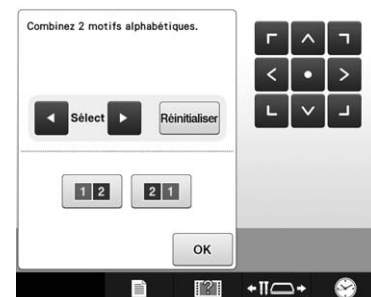 Combinez 2 motifs alphabétiques.
Sélect Réinitialiser
1 2 2 1
OK